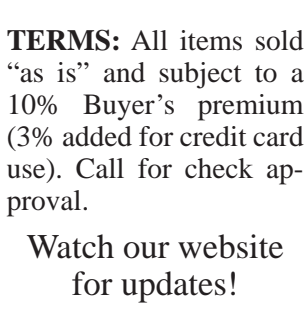 TERMS: All items sold
“as is” and subject to a
10% Buyer’s premium
(3% added for credit card
use). Call for check ap-
proval.
Watch our website
for updates!